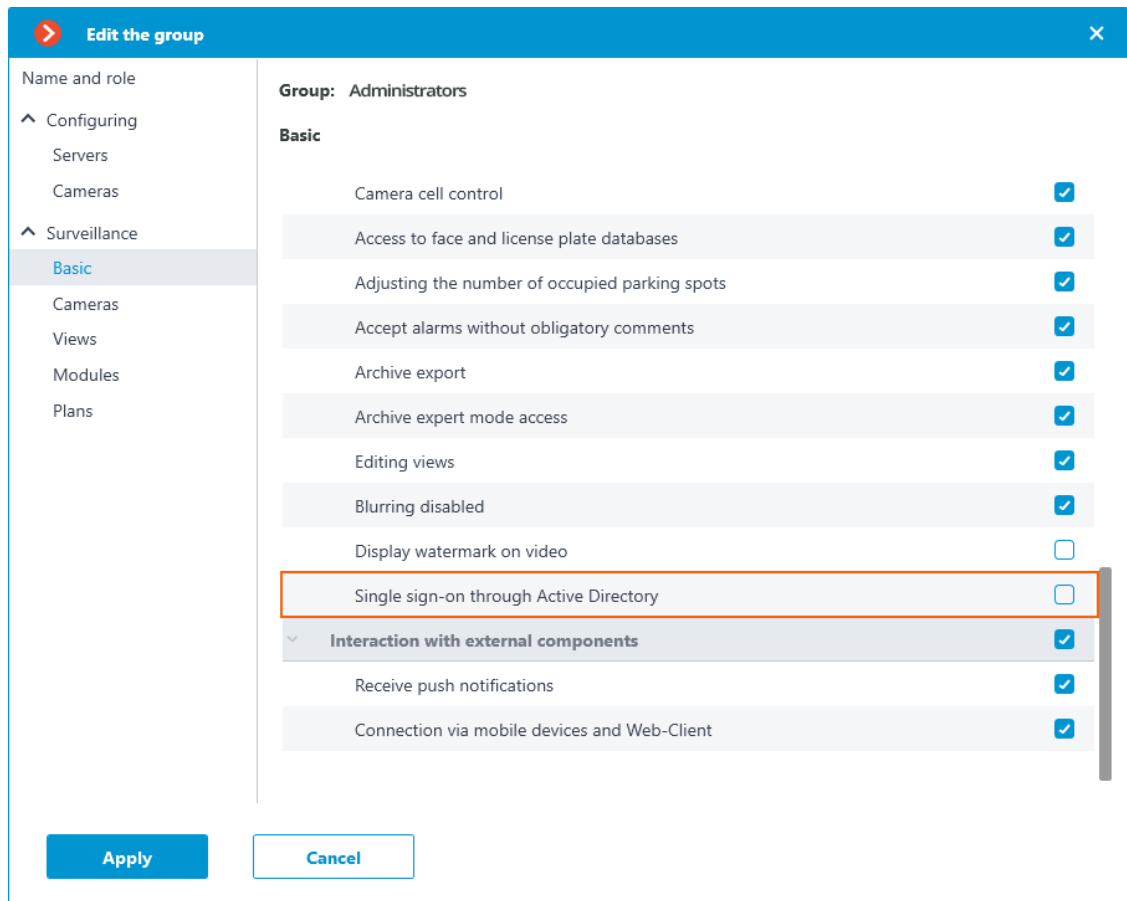 Edit the group
Name and role
Configuring
Servers
Cameras
Surveillance
Basic
Cameras
Views
Modules
Plans
Group: Administrators
Basic
Camera cell control
Access to face and license plate databases
Adjusting the number of occupied parking spots
Accept alarms without obligatory comments
Archive export
Archive expert mode access
Editing views
Blurring disabled
Display watermark on video
Single sign-on through Active Directory
Interaction with external components
Receive push notifications
Connection via mobile devices and Web-Client
Apply
Cancel